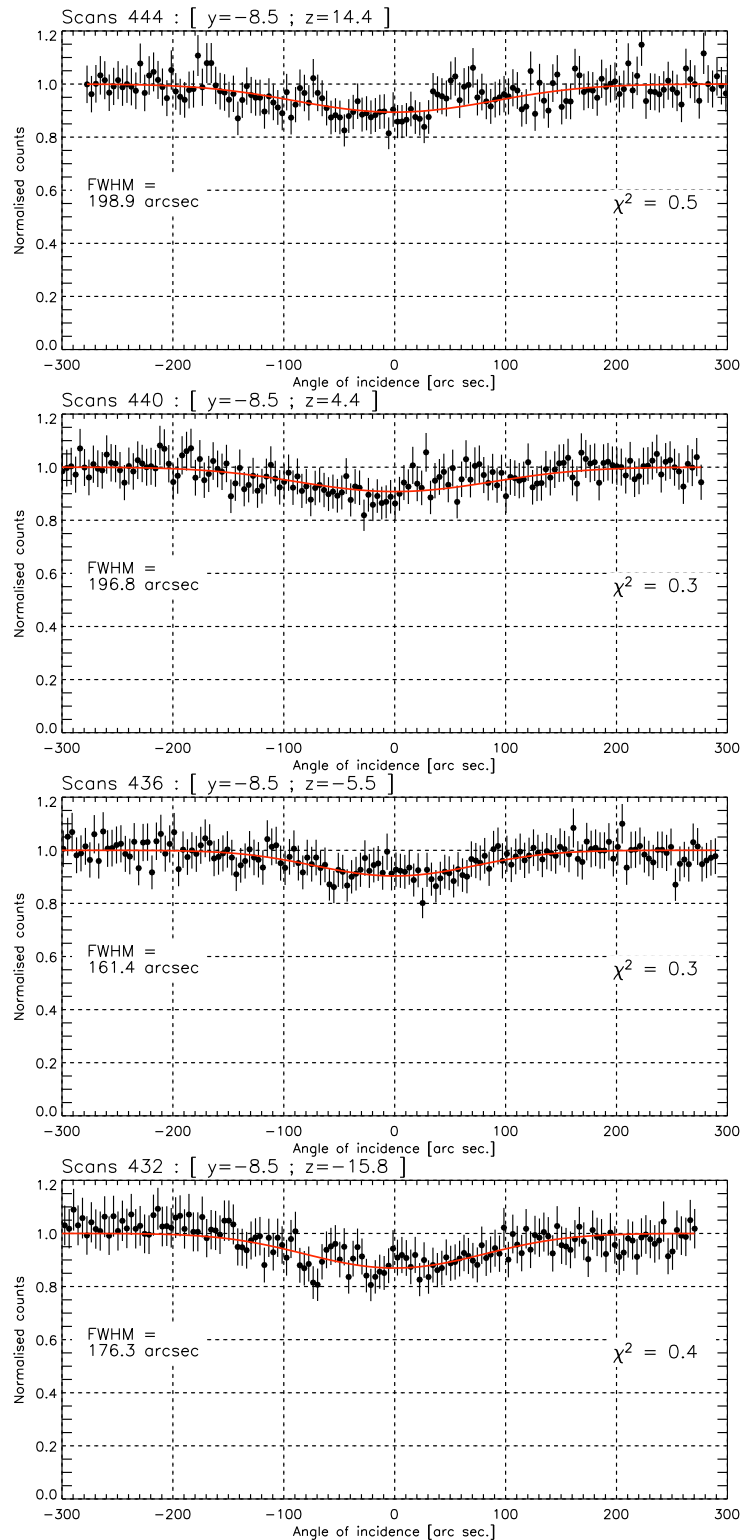 Scans 444 : [ y=−8.5 ; z=14.4 ]
1.2
1.0
0.8
0.6
0.4
0.2
0.0
Normalised counts
FWHM =
198.9 arcsec
χ² = 0.5
−300 −200 −100 0 100 200 300
Angle of incidence [arc sec.]
Scans 440 : [ y=−8.5 ; z=4.4 ]
1.2
1.0
0.8
0.6
0.4
0.2
0.0
Normalised counts
FWHM =
196.8 arcsec
χ² = 0.3
−300 −200 −100 0 100 200 300
Angle of incidence [arc sec.]
Scans 436 : [ y=−8.5 ; z=−5.5 ]
1.2
1.0
0.8
0.6
0.4
0.2
0.0
Normalised counts
FWHM =
161.4 arcsec
χ² = 0.3
−300 −200 −100 0 100 200 300
Angle of incidence [arc sec.]
Scans 432 : [ y=−8.5 ; z=−15.8 ]
1.2
1.0
0.8
0.6
0.4
0.2
0.0
Normalised counts
FWHM =
176.3 arcsec
χ² = 0.4
−300 −200 −100 0 100 200 300
Angle of incidence [arc sec.]